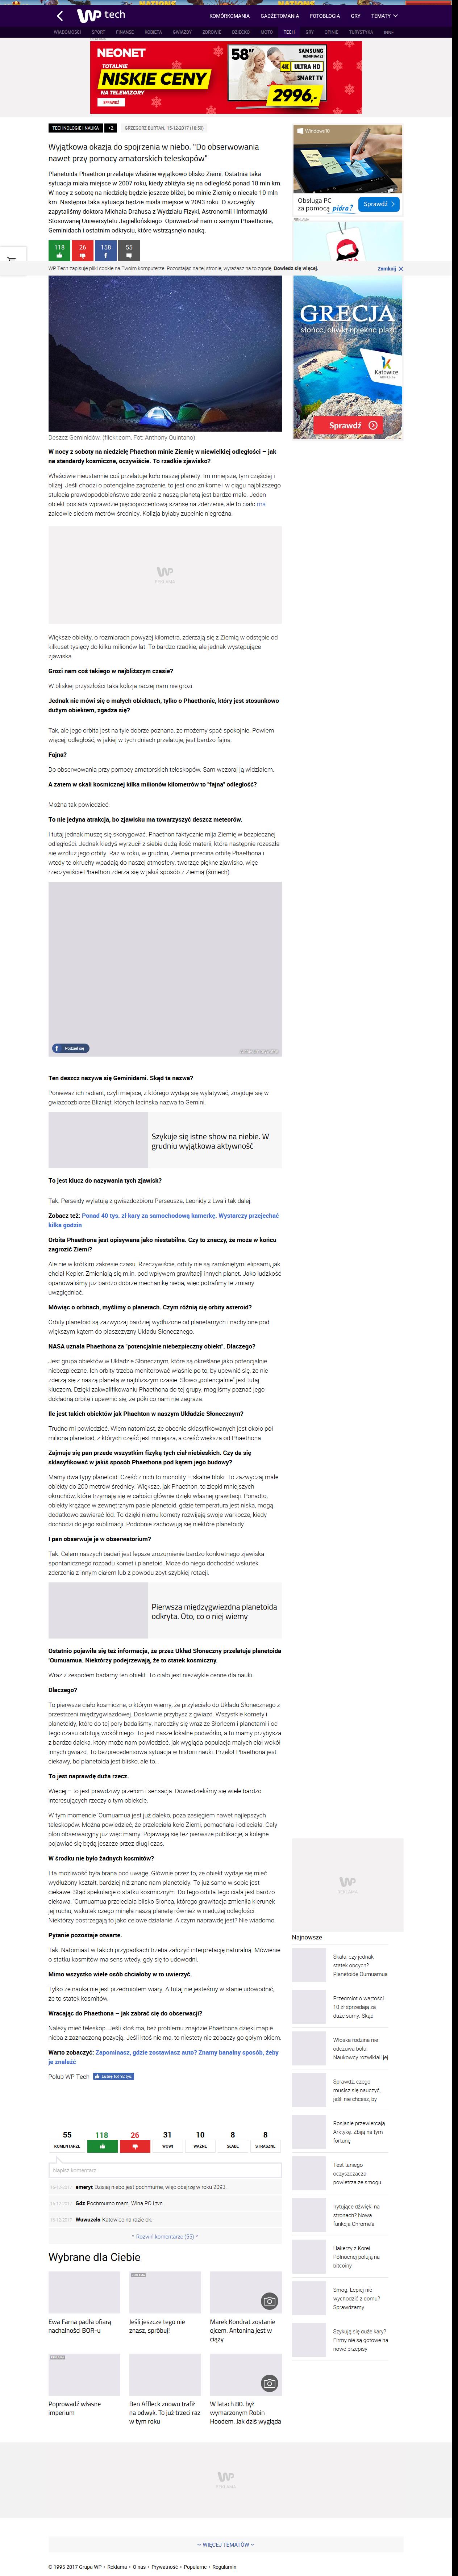 WP tech
KOMÓRKOMANIA GADŻETOMANIA FOTOBLOGIA GRY TEMATY
WIADOMOŚCI SPORT FINANSE KOBIETA GWIAZDY ZDROWIE DZIECKO MOTO TECH GRY OPINIE TURYSTYKA
REKLAMA
NEONET
TOTALNIE
NISKIE CENY
SPRAWDŹ
58"
SAMSUNG
4K ULTRA HD
SMART TV
2996,-
TECHNOLOGIE I NAUKA +2 GRZEGORZ BURTAN, 15-12-2017 (18:50)
Wyjątkowa okazja do spojrzenia w niebo. "Do obserwowania
nawet przy pomocy amatorskich teleskopów"
Planetoida Phaethon przelatuje właśnie wyjątkowo blisko Ziemi. Ostatnia taka
sytuacja miała miejsce w 2007 roku, kiedy zbliżyła się na odległość ponad 18 mln km.
W nocy z sobotę na niedzielę będzie jeszcze bliżej, bo minie Ziemię o niecałe 10 mln
km. Następna taka sytuacja będzie miała miejsce w 2093 roku. O szczegóły
zapytaliśmy doktora Michała Drahusa z Wydziału Fizyki, Astronomii i Informatyki
Stosowanej Uniwersytetu Jagiellońskiego. Opowiedział nam o samym Phaethonie,
Geminidach i ostatnim odkryciu, które wstrząsnęło nauką.
118 26 158 55
Windows 10
Obsługa PC
za pomocą pióra?
Sprawdź
REKLAMA
WP Tech zapisuje pliki cookie na Twoim komputerze. Pozostając na tej stronie, wyrażasz na to zgodę. Dowiedz się więcej. Zamknij
GRECJA
słońce, oliwki i piękne plaże
Katowice
Sprawdź
Deszcz Geminidów. (flickr.com, Fot: Anthony Quintano)
W nocy z soboty na niedzielę Phaethon minie Ziemię w niewielkiej odległości – jak
na standardy kosmiczne, oczywiście. To rzadkie zjawisko?
Właściwie nieustannie coś przelatuje koło naszej planety. Im mniejsze, tym częściej i
bliżej. Jeśli chodzi o potencjalne zagrożenie, to jest ono znikome i w ciągu najbliższego
stulecia prawdopodobieństwo zderzenia z naszą planetą jest bardzo małe. Jeden
obiekt posiada wprawdzie pięcioprocentową szansę na zderzenie, ale to ciało ma
zaledwie siedem metrów średnicy. Kolizja byłaby zupełnie niegroźna.
WP
REKLAMA
Większe obiekty, o rozmiarach powyżej kilometra, zderzają się z Ziemią w odstępie od
kilkuset tysięcy do kilku milionów lat. To bardzo rzadkie, ale jednak występujące
zjawiska.
Grozi nam coś takiego w najbliższym czasie?
W bliskiej przyszłości taka kolizja raczej nam nie grozi.
Jednak nie mówi się o małych obiektach, tylko o Phaethonie, który jest stosunkowo
dużym obiektem, zgadza się?
Tak, ale jego orbita jest na tyle dobrze poznana, że możemy spać spokojnie. Powiem
więcej, odległość, w jakiej w tych dniach przelatuje, jest bardzo fajna.
Fajna?
Do obserwowania przy pomocy amatorskich teleskopów. Sam wczoraj ją widziałem.
A zatem w skali kosmicznej kilka milionów kilometrów to "fajna" odległość?
Można tak powiedzieć.
To nie jedyna atrakcja, bo zjawisku ma towarzyszyć deszcz meteorów.
I tutaj jednak muszę się skorygować. Phaethon faktycznie mija Ziemię w bezpiecznej
odległości. Jednak kiedyś wyrzucił z siebie dużą ilość materii, która następnie rozeszła
się wzdłuż jego orbity. Raz w roku, w grudniu, Ziemia przecina orbitę Phaethona i
wtedy te okruchy wpadają do naszej atmosfery, tworząc piękne zjawisko, więc
rzeczywiście Phaethon zderza się w jakiś sposób z Ziemią (śmiech).
Podziel się
Ten deszcz nazywa się Geminidami. Skąd ta nazwa?
Ponieważ ich radiant, czyli miejsce, z którego wydają się wylatywać, znajduje się w
gwiazdozbiorze Bliźniąt, których łacińska nazwa to Gemini.
Szykuje się istne show na niebie. W
grudniu wyjątkowa aktywność
To jest klucz do nazywania tych zjawisk?
Tak. Perseidy wylatują z gwiazdozbioru Perseusza, Leonidy z Lwa i tak dalej.
Zobacz też: Ponad 40 tys. zł kary za samochodową kamerkę. Wystarczy przejechać
kilka godzin
Orbita Phaethona jest opisywana jako niestabilna. Czy to znaczy, że może w końcu
zagrozić Ziemi?
Ale nie w krótkim zakresie czasu. Rzeczywiście, orbity nie są zamkniętymi elipsami, jak
chciał Kepler. Zmieniają się m.in. pod wpływem grawitacji innych planet. Jako ludzkość
opanowaliśmy już bardzo dobrze mechanikę nieba, więc potrafimy te zmiany
uwzględniać.
Mówiąc o orbitach, myślimy o planetach. Czym różnią się orbity asteroid?
Orbity planetoid są zazwyczaj bardziej wydłużone od planetarnych i nachylone pod
większym kątem do płaszczyzny Układu Słonecznego.
NASA uznała Phaethona za "potencjalnie niebezpieczny obiekt". Dlaczego?
Jest grupa obiektów w Układzie Słonecznym, które są określane jako potencjalnie
niebezpieczne. Ich orbity trzeba monitorować właśnie po to, by upewnić się, że nie
zderzą się z naszą planetą w najbliższym czasie. Słowo „potencjalnie” jest tutaj
kluczem. Dzięki zakwalifikowaniu Phaethona do tej grupy, mogliśmy poznać jego
dokładną orbitę i upewnić się, że póki co nam nie zagraża.
Ile jest takich obiektów jak Phaehton w naszym Układzie Słonecznym?
Trudno mi powiedzieć. Wiem natomiast, że obecnie sklasyfikowanych jest około pół
miliona planetoid, z których część jest mniejsza, a część większa od Phaethona.
Zajmuje się pan przede wszystkim fizyką tych ciał niebieskich. Czy da się
sklasyfikować w jakiś sposób Phaethona pod kątem jego budowy?
Mamy dwa typy planetoid. Część z nich to monolity – skalne bloki. To zazwyczaj małe
obiekty do 200 metrów średnicy. Większe, jak Phaethon, to zlepki mniejszych
okruchów, które trzymają się w całości głównie dzięki własnej grawitacji. Ponadto,
obiekty krążące w zewnętrznym pasie planetoid, gdzie temperatura jest niska, mogą
dodatkowo zawierać lód. To dzięki niemu komety rozwijają swoje warkocze, kiedy
dochodzi do jego sublimacji. Podobnie zachowują się niektóre planetoidy.
I pan obserwuje je w obserwatorium?
Tak. Celem naszych badań jest lepsze zrozumienie bardzo konkretnego zjawiska
spontanicznego rozpadu komet i planetoid. Może do niego dochodzić wskutek
zderzenia z innym ciałem lub z powodu zbyt szybkiej rotacji.
Pierwsza międzygwiezdna planetoida
odkryta. Oto, co o niej wiemy
Ostatnio pojawiła się też informacja, że przez Układ Słoneczny przelatuje planetoida
'Oumuamua. Niektórzy podejrzewają, że to statek kosmiczny.
Wraz z zespołem badamy ten obiekt. To ciało jest niezwykle cenne dla nauki.
Dlaczego?
To pierwsze ciało kosmiczne, o którym wiemy, że przyleciało do Układu Słonecznego z
przestrzeni międzygwiazdowej. Dosłownie przybysz z gwiazd. Wszystkie komety i
planetoidy, które do tej pory badaliśmy, narodziły się wraz ze Słońcem i planetami i od
tego czasu orbitują wokół niego. To jest nasze lokalne podwórko, a tu mamy przybysza
z bardzo daleka, który może nam powiedzieć, jak wygląda populacja małych ciał wokół
innych gwiazd. To bezprecedensowa sytuacja w historii nauki. Przelot Phaethona jest
ciekawy, bo planetoida jest blisko, ale to...
To jest naprawdę duża rzecz.
Więcej – to jest prawdziwy przełom i sensacja. Dowiedzieliśmy się wiele bardzo
interesujących rzeczy o tym obiekcie.
W tym momencie 'Oumuamua jest już daleko, poza zasięgiem nawet najlepszych
teleskopów. Można powiedzieć, że przeleciała koło Ziemi, pomachała i odleciała. Cały
plon obserwacyjny już więc mamy. Pojawiają się też pierwsze publikacje, a kolejne
pojawiać się będą jeszcze przez długi czas.
W środku nie było żadnych kosmitów?
I ta możliwość była brana pod uwagę. Głównie przez to, że obiekt wydaje się mieć
wydłużony kształt, bardziej niż znane nam planetoidy. To już samo w sobie jest
ciekawe. Stąd spekulacje o statku kosmicznym. Do tego orbita tego ciała jest bardzo
ciekawa. 'Oumuamua przeleciała blisko Słońca, którego grawitacja zmieniła kierunek
jej ruchu, wskutek czego minęła naszą planetę również w niedużej odległości.
Niektórzy postrzegają to jako celowe działanie. A czym naprawdę jest? Nie wiadomo.
Pytanie pozostaje otwarte.
Tak. Natomiast w takich przypadkach trzeba założyć interpretację naturalną. Mówienie
o statku kosmitów ma sens wtedy, gdy są na to dowody.
Mimo wszystko wiele osób chciałoby w to uwierzyć.
Tylko że nauka nie jest przedmiotem wiary. A tutaj nie jesteśmy w stanie udowodnić,
że to statek kosmitów.
Wracając do Phaethona – jak zabrać się do obserwacji?
Należy mieć teleskop. Jeśli ktoś ma, bez problemu znajdzie Phaethona dzięki mapie
nieba z zaznaczoną pozycją. Jeśli ktoś nie ma, to niestety nie zobaczy go gołym okiem.
Warto zobaczyć: Zapominasz, gdzie zostawiasz auto? Znamy banalny sposób, żeby
je znaleźć
Polub WP Tech
55 118 26 31 10 8 8
KOMENTARZE WOW! WAŻNE SŁABE STRASZNE
Napisz komentarz
16-12-2017 emeryt Dzisiaj niebo jest pochmurne, więc obejrzę w roku 2093.
16-12-2017 Gdz Pochmurno mam. Wina PO i tvn.
16-12-2017 Wuwuzele Katowice na razie ok.
Rozwiń komentarze (55)
Wybrane dla Ciebie
Ewa Farna padła ofiarą
nachalności BOR-u
Jeśli jeszcze tego nie
znasz, spróbuj!
Marek Kondrat zostanie
ojcem. Antonina jest w
ciąży
Poprowadź własne
imperium
Ben Affleck znowu trafił
na odwyk. To już trzeci raz
w tym roku
W latach 80. był
wymarzonym Robin
Hoodem. Jak dziś wygląda
WP
REKLAMA
Najnowsze
Skała, czy jednak
statek obcych?
Planetoidę Oumuamua
Przedmiot o wartości
10 zł sprzedają za
duże sumy. Skąd
Włoska rodzina nie
odczuwa bólu.
Naukowcy rozwikłali jej
Sprawdź, czego
musisz się nauczyć,
jeśli nie chcesz, by
Rosjanie przewiercają
Arktykę. Zbiją na tym
fortunę
Test taniego
oczyszczacza
powietrza ze smogu.
Irytujące dźwięki na
stronach? Nowa
funkcja Chrome'a
Hakerzy z Korei
Północnej polują na
bitcoiny
Smog. Lepiej nie
wychodzić z domu?
Sprawdzamy
Szykują się duże kary?
Firmy nie są gotowe na
nowe przepisy
WP
REKLAMA
WIĘCEJ TEMATÓW
© 1995-2017 Grupa WP • Reklama • O nas • Prywatność • Popularne • Regulamin